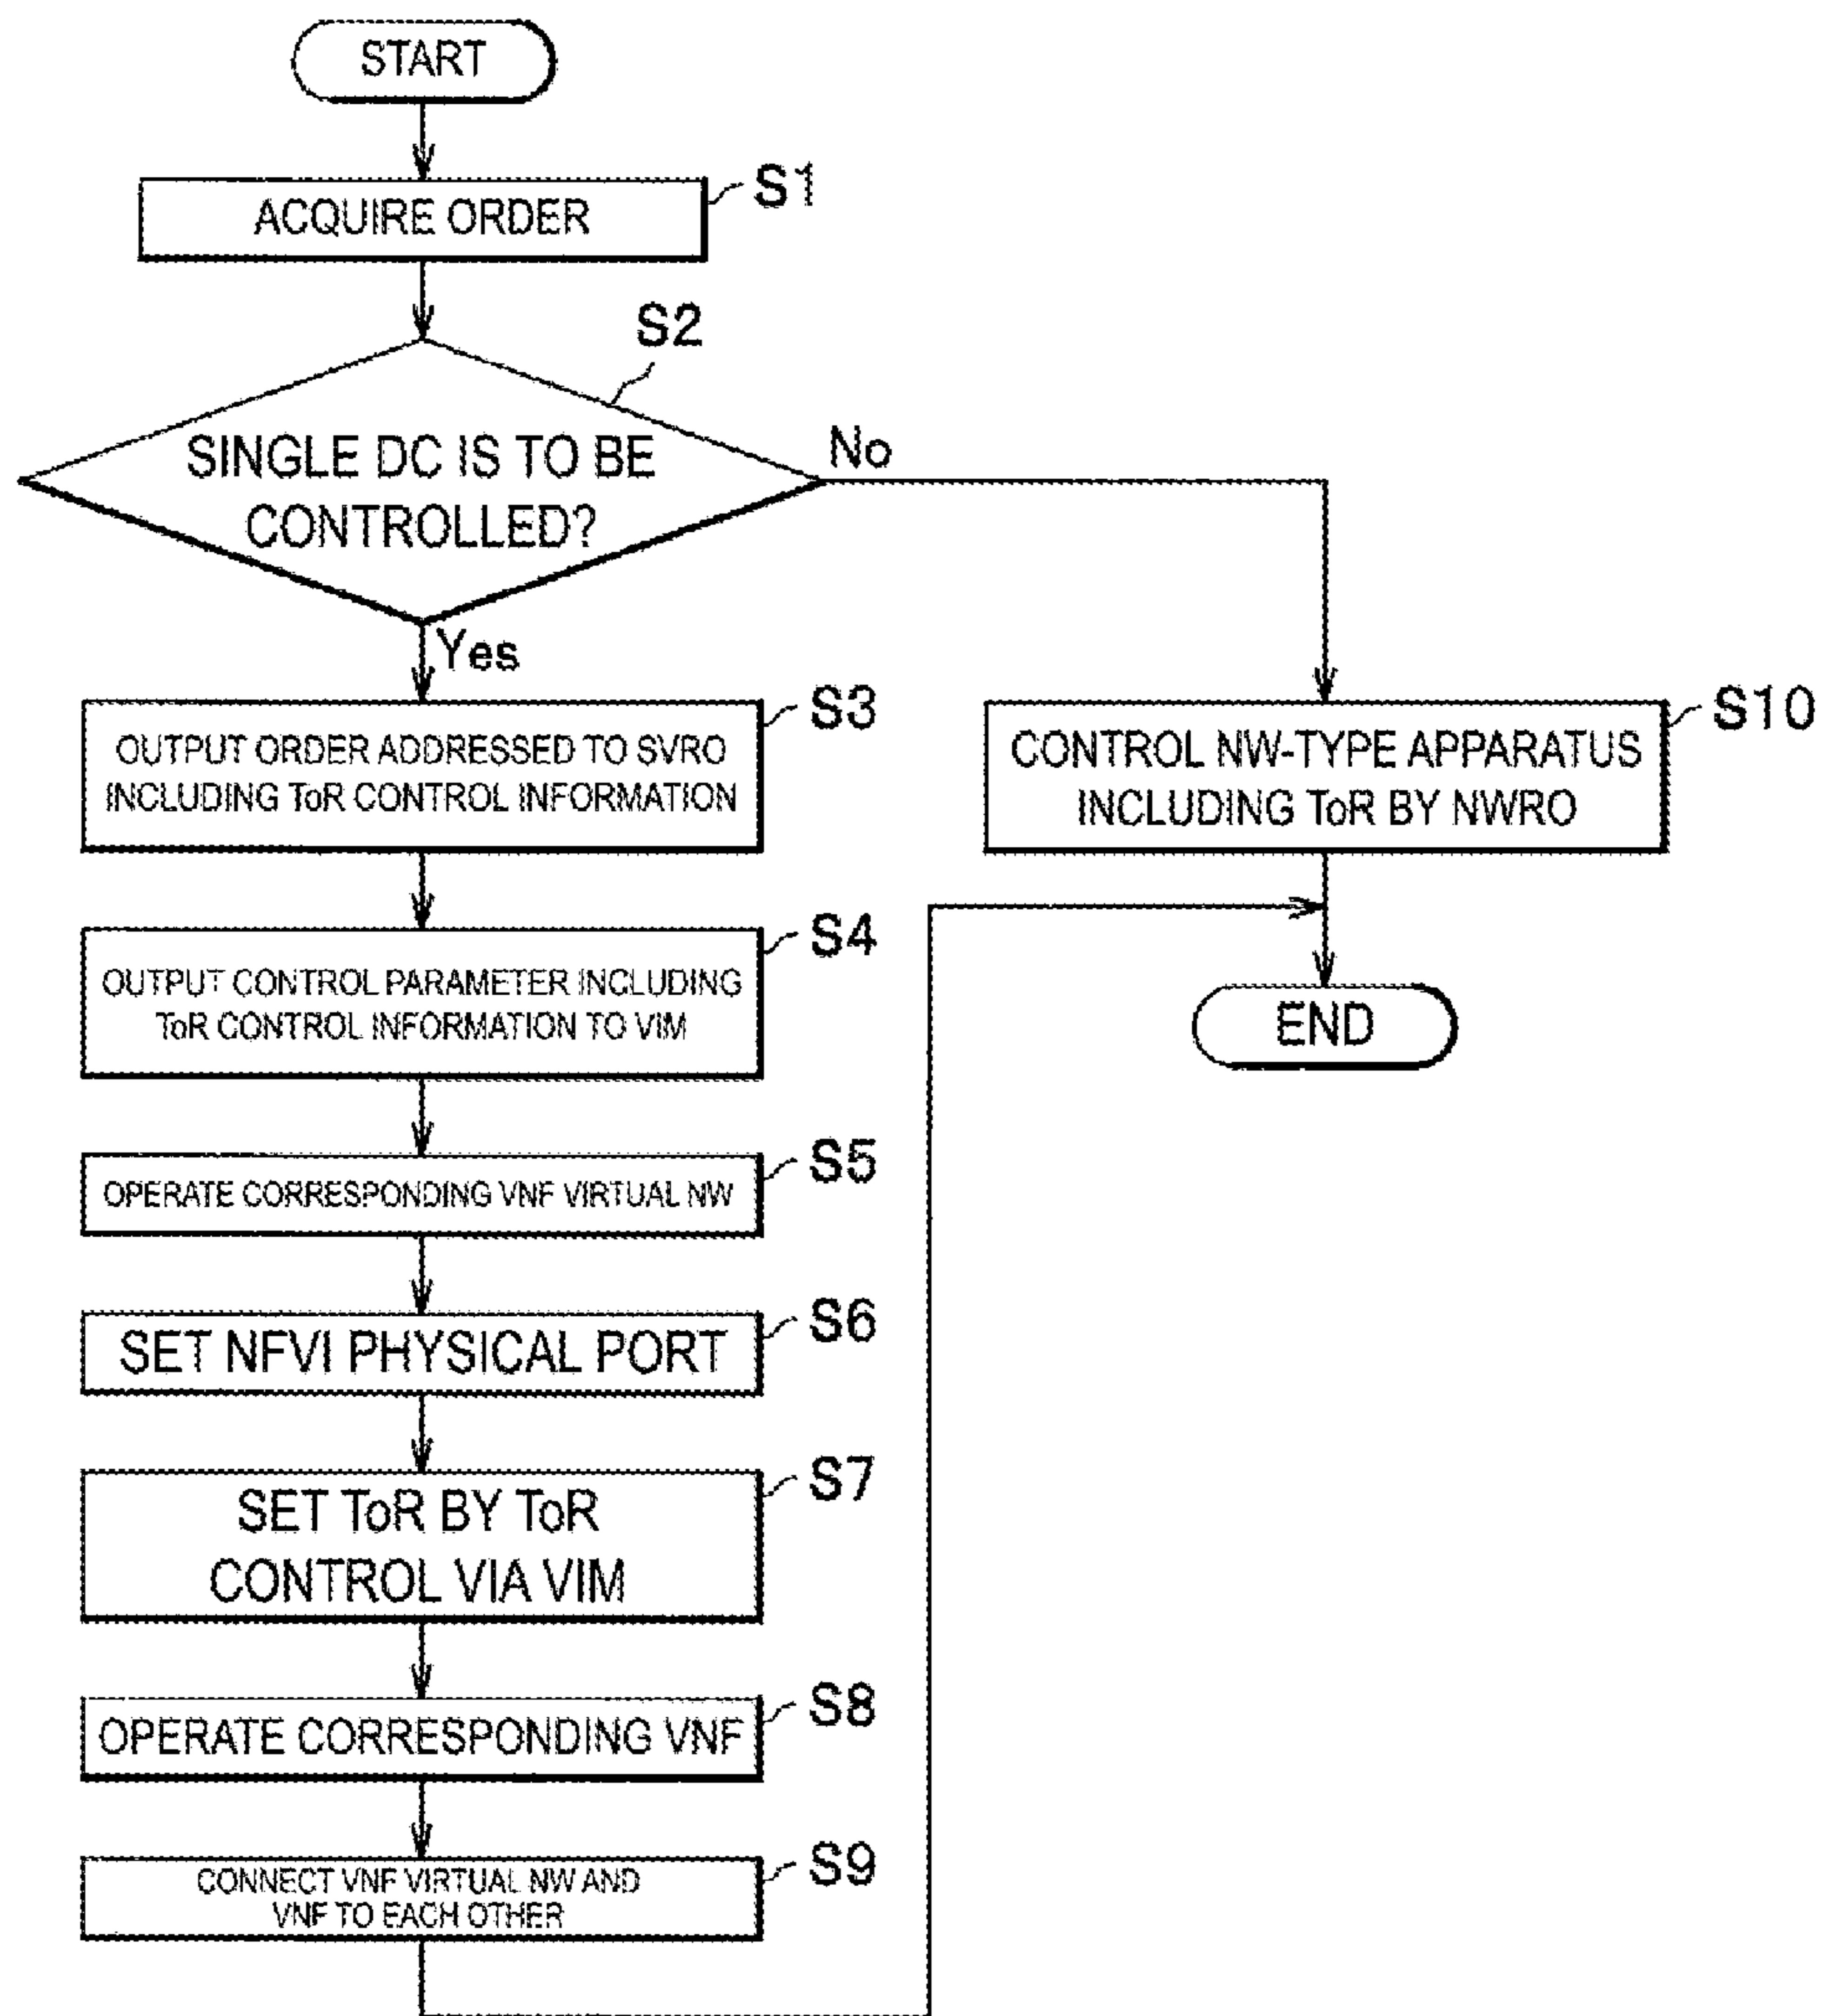 START
S1
ACQUIRE ORDER
S2
SINGLE DC IS TO BE
CONTROLLED?
No
Yes
S3
OUTPUT ORDER ADDRESSED TO SVRO
INCLUDING ToR CONTROL INFORMATION
S10
CONTROL NW-TYPE APPARATUS
INCLUDING ToR BY NWRO
S4
OUTPUT CONTROL PARAMETER INCLUDING
ToR CONTROL INFORMATION TO VIM
END
S5
OPERATE CORRESPONDING VNF VIRTUAL NW
S6
SET NFVI PHYSICAL PORT
S7
SET ToR BY ToR
CONTROL VIA VIM
S8
OPERATE CORRESPONDING VNF
S9
CONNECT VNF VIRTUAL NW AND
VNF TO EACH OTHER